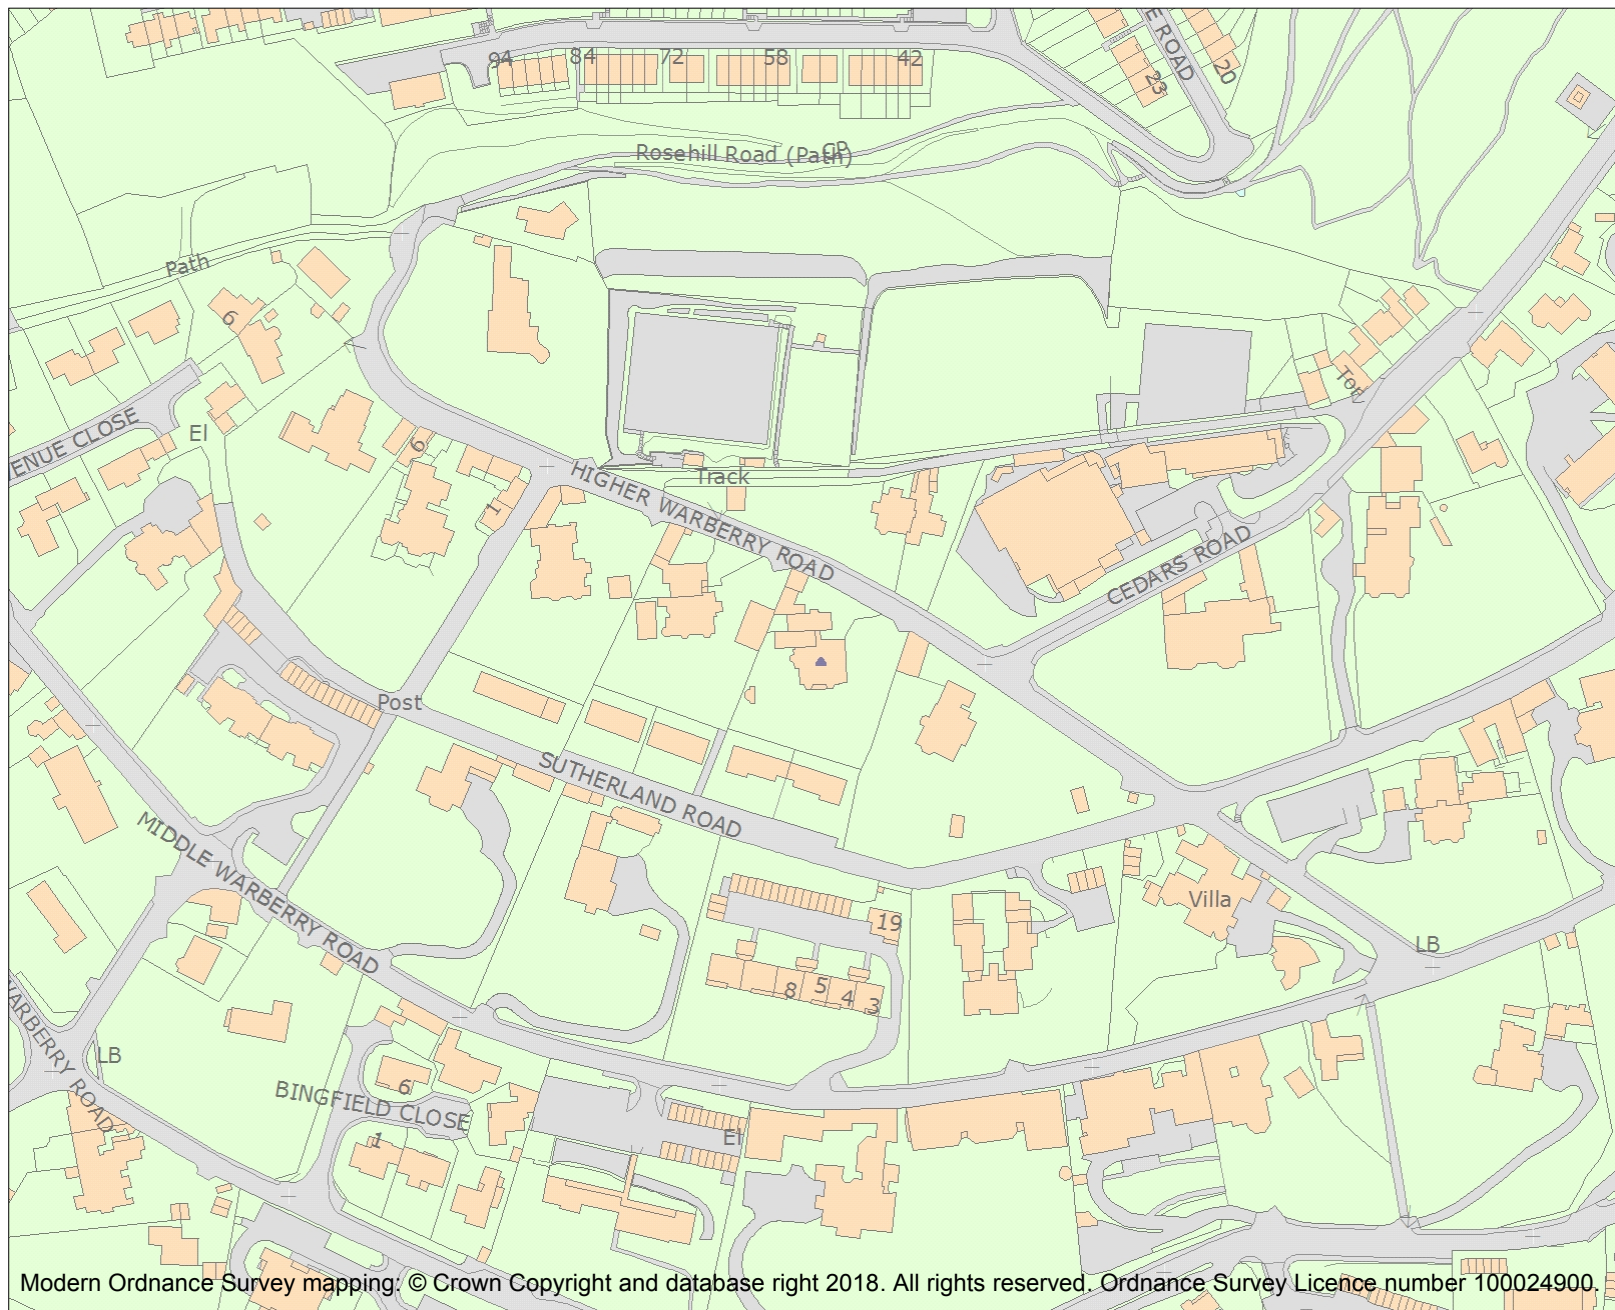 94
84
72
58
42
E ROAD
23
20
Rosehill Road (Path)
GP
Path
6
ENUE CLOSE
El
6
1
HIGHER WARBERRY ROAD
Track
CEDARS ROAD
Post
SUTHERLAND ROAD
MIDDLE WARBERRY ROAD
Villa
LB
19
8
5
4
3
WARBERRY ROAD
LB
6
BINGFIELD CLOSE
1
El
Modern Ordnance Survey mapping: © Crown Copyright and database right 2018. All rights reserved. Ordnance Survey Licence number 100024900.